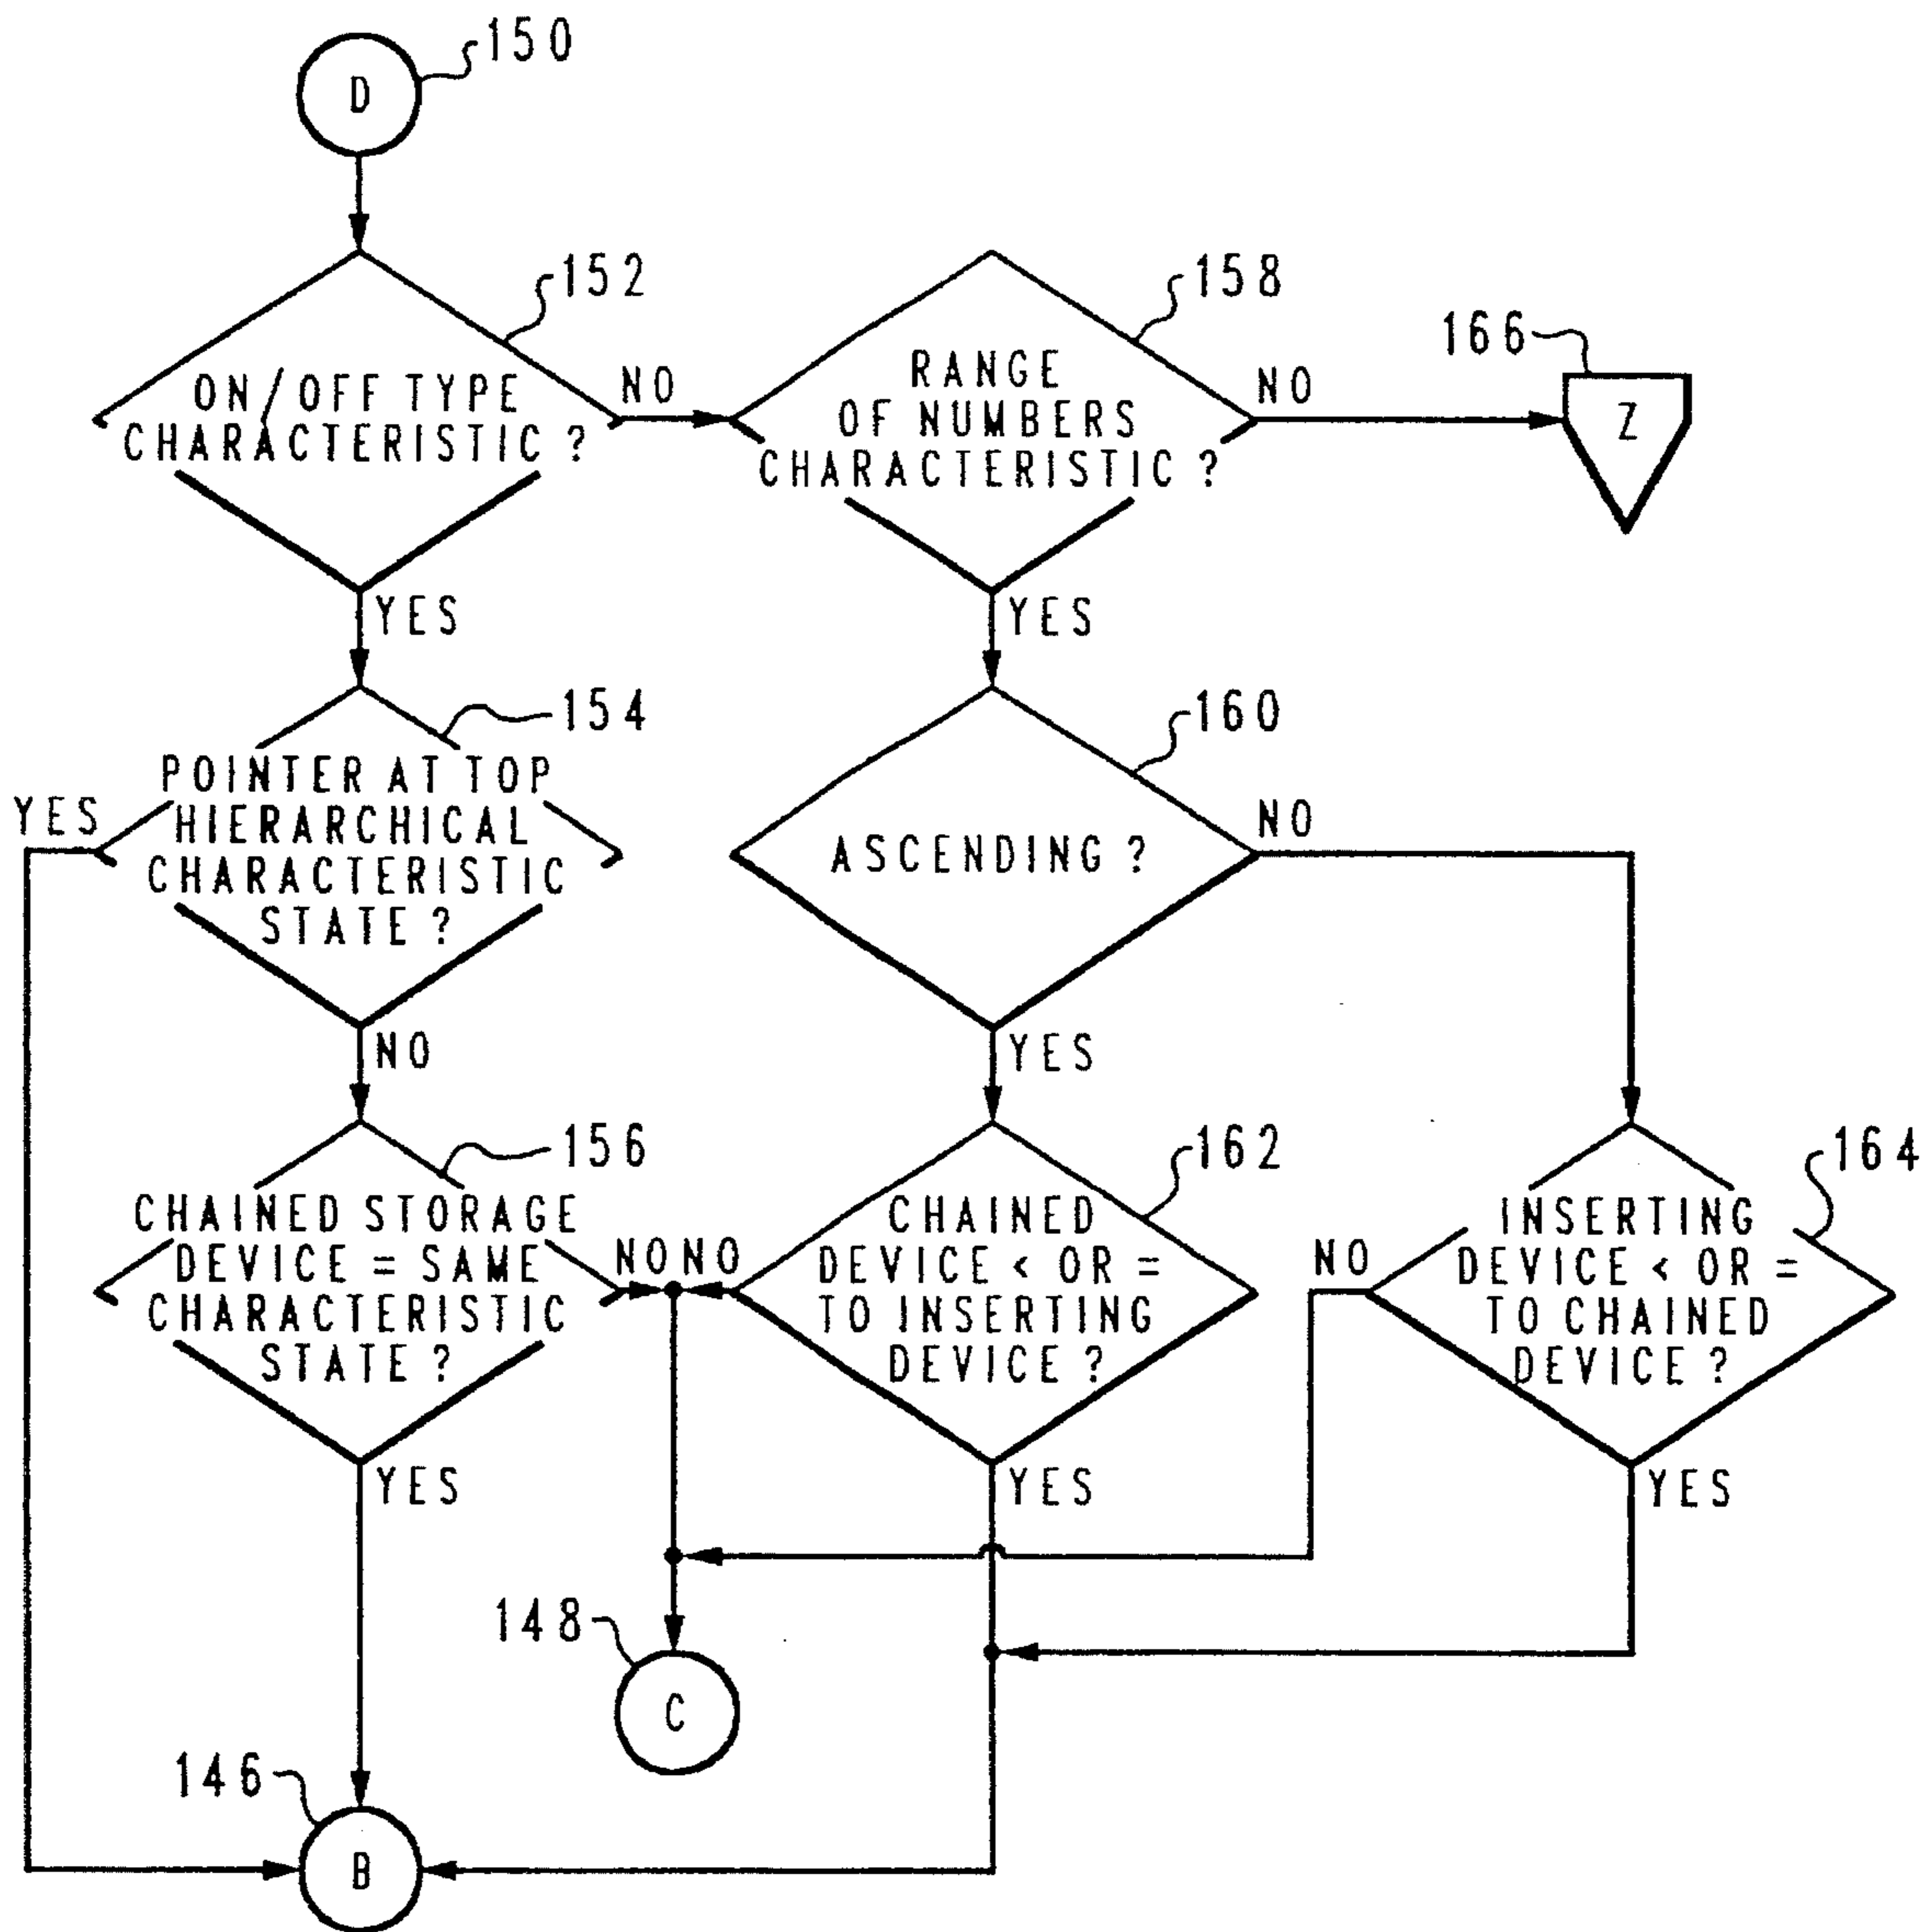 150
D
152
ON/OFF TYPE
CHARACTERISTIC ?
NO
YES
158
RANGE
OF NUMBERS
CHARACTERISTIC ?
NO
YES
166
Z
154
POINTER AT TOP
HIERARCHICAL
CHARACTERISTIC
STATE ?
YES
NO
160
ASCENDING ?
NO
YES
156
CHAINED STORAGE
DEVICE = SAME
CHARACTERISTIC
STATE ?
NO
YES
162
CHAINED
DEVICE < OR =
TO INSERTING
DEVICE ?
NO
YES
164
INSERTING
DEVICE < OR =
TO CHAINED
DEVICE ?
NO
YES
148
C
146
B